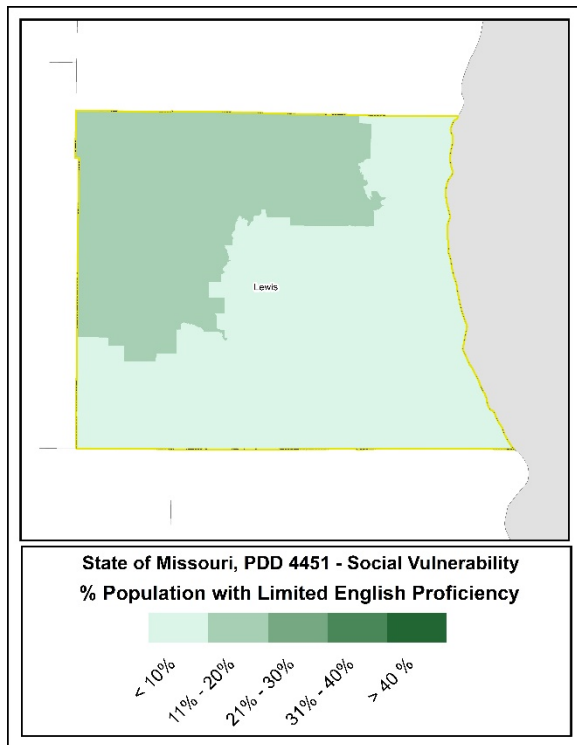 Lewis
State of Missouri, PDD 4451 - Social Vulnerability
% Population with Limited English Proficiency
< 10%
11% - 20%
21% - 30%
31% - 40%
> 40 %